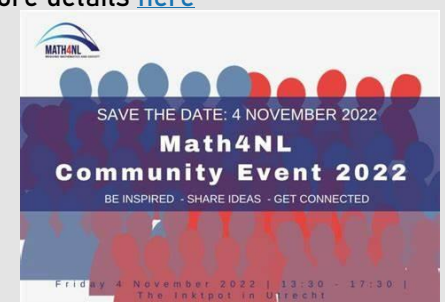 ore details here
MATH4NL
SAVE THE DATE: 4 NOVEMBER 2022
Math4NL
Community Event 2022
BE INSPIRED - SHARE IDEAS - GET CONNECTED
Friday 4 November 2022 | 13:30 - 17:30 |
The Inktpot in Utrecht